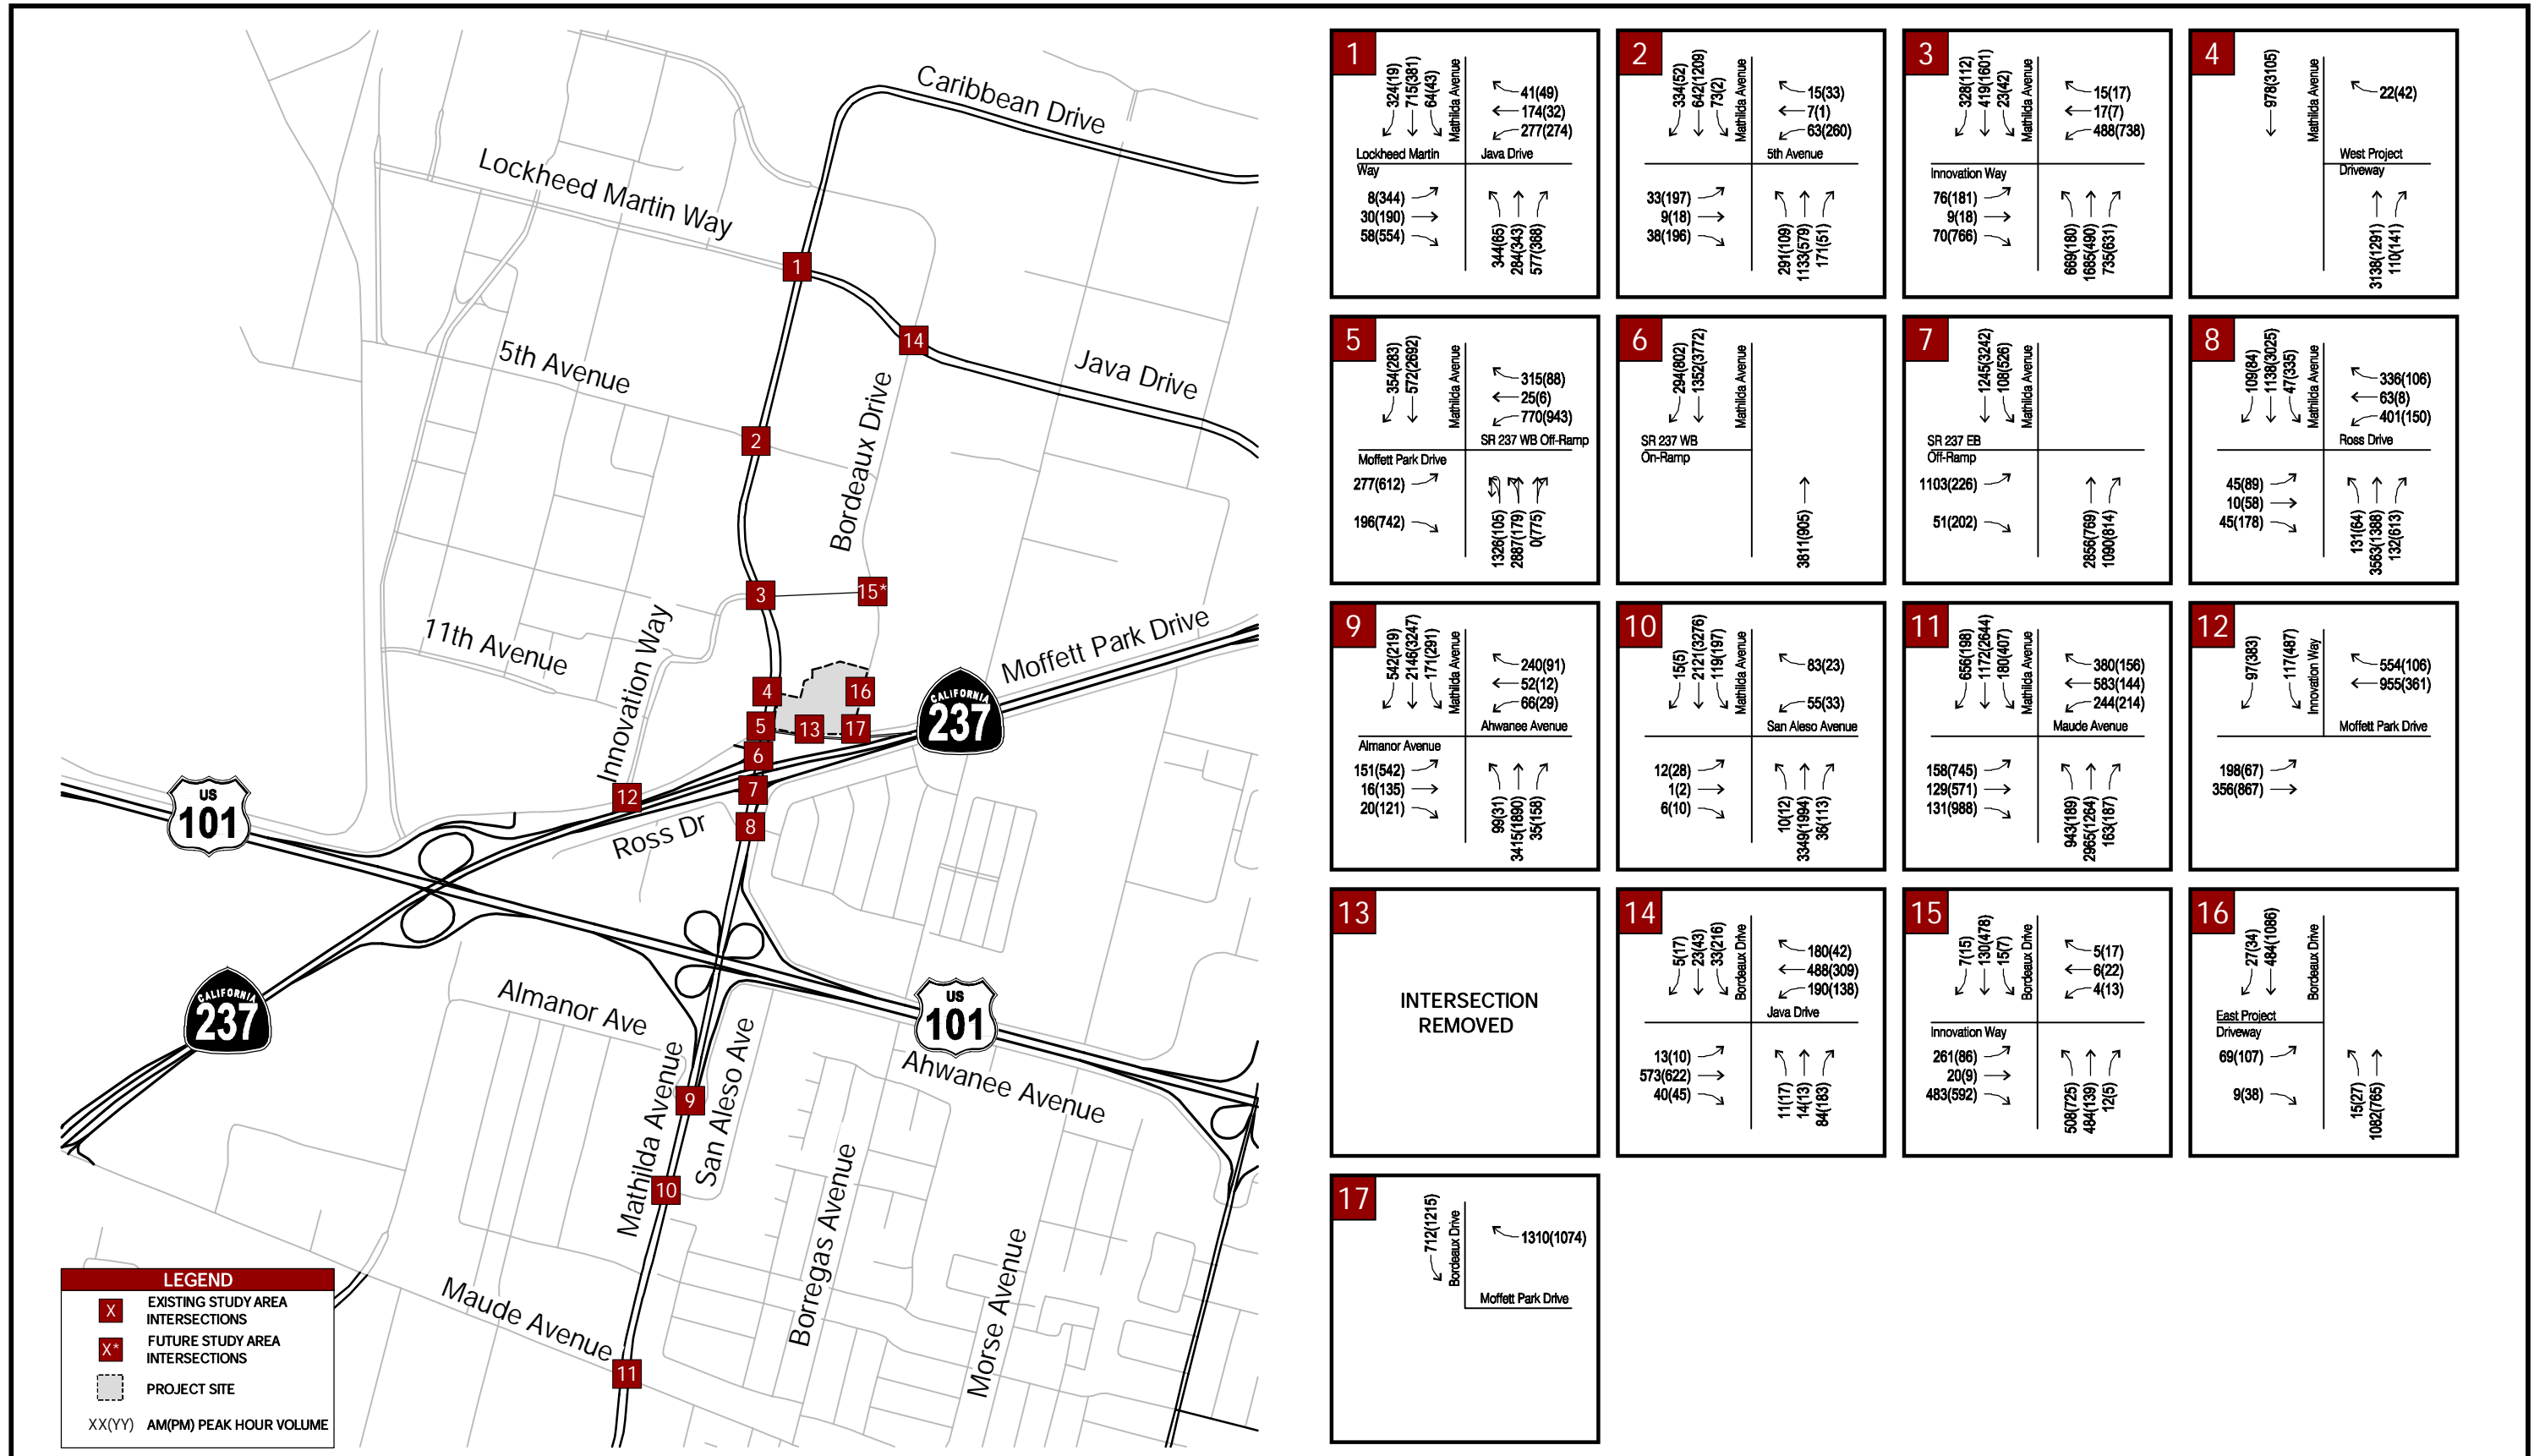 Caribbean Drive
Lockheed Martin Way
5th Avenue
Java Drive
Bordeaux Drive
11th Avenue
Innovation Way
Moffett Park Drive
Ross Dr
Almanor Ave
Mathilda Avenue
San Aleso Ave
Ahwanee Avenue
Borregas Avenue
Morse Avenue
Maude Avenue
CALIFORNIA
237
US
101
CALIFORNIA
237
US
101
1
14
2
3
15*
4
16
5
13
17
6
7
12
8
9
10
11
LEGEND
X
EXISTING STUDY AREA
INTERSECTIONS
X*
FUTURE STUDY AREA
INTERSECTIONS
PROJECT SITE
XX(YY) AM(PM) PEAK HOUR VOLUME
1
324(19)
715(381)
64(43)
Mathilda Avenue
41(49)
174(32)
277(274)
Lockheed Martin
Way
Java Drive
8(344)
30(190)
58(554)
344(65)
284(343)
577(368)
2
334(52)
642(1209)
73(2)
Mathilda Avenue
15(33)
7(1)
63(260)
5th Avenue
33(197)
9(18)
38(196)
291(109)
1133(579)
171(51)
3
328(112)
419(1601)
23(42)
Mathilda Avenue
15(17)
17(7)
488(738)
Innovation Way
76(181)
9(18)
70(766)
669(180)
1685(490)
735(631)
4
978(3105)
Mathilda Avenue
22(42)
West Project
Driveway
3138(1291)
110(141)
5
354(283)
572(2692)
Mathilda Avenue
315(88)
25(6)
770(943)
SR 237 WB Off-Ramp
Moffett Park Drive
277(612)
196(742)
1326(105)
2887(179)
0(775)
6
294(802)
1352(3772)
Mathilda Avenue
SR 237 WB
On-Ramp
3811(905)
7
1245(3242)
108(526)
Mathilda Avenue
SR 237 EB
Off-Ramp
1103(226)
51(202)
2856(769)
1090(814)
8
109(84)
1138(3025)
47(335)
Mathilda Avenue
336(106)
63(8)
401(150)
Ross Drive
45(89)
10(58)
45(178)
131(64)
3563(1388)
132(613)
9
542(219)
2146(3247)
171(291)
Mathilda Avenue
240(91)
52(12)
66(29)
Ahwanee Avenue
Almanor Avenue
151(542)
16(135)
20(121)
99(31)
3415(1890)
35(158)
10
15(5)
2121(3276)
119(197)
Mathilda Avenue
83(23)
55(33)
San Aleso Avenue
12(28)
1(2)
6(10)
10(12)
3349(1994)
36(113)
11
656(198)
1172(2644)
180(407)
Mathilda Avenue
380(156)
583(144)
244(214)
Maude Avenue
158(745)
129(571)
131(988)
943(189)
2965(1264)
163(187)
12
97(383)
117(487)
Innovation Way
554(106)
955(361)
Moffett Park Drive
198(67)
356(867)
13
INTERSECTION
REMOVED
14
5(17)
23(43)
33(216)
Bordeaux Drive
180(42)
488(309)
190(138)
Java Drive
13(10)
573(622)
40(45)
11(17)
14(13)
84(183)
15
7(15)
130(478)
15(7)
Bordeaux Drive
5(17)
6(22)
4(13)
Innovation Way
261(86)
20(9)
483(592)
508(725)
484(139)
12(5)
16
27(34)
484(1086)
Bordeaux Drive
East Project
Driveway
69(107)
9(38)
15(27)
1082(765)
17
712(1215)
Bordeaux Drive
1310(1074)
Moffett Park Drive